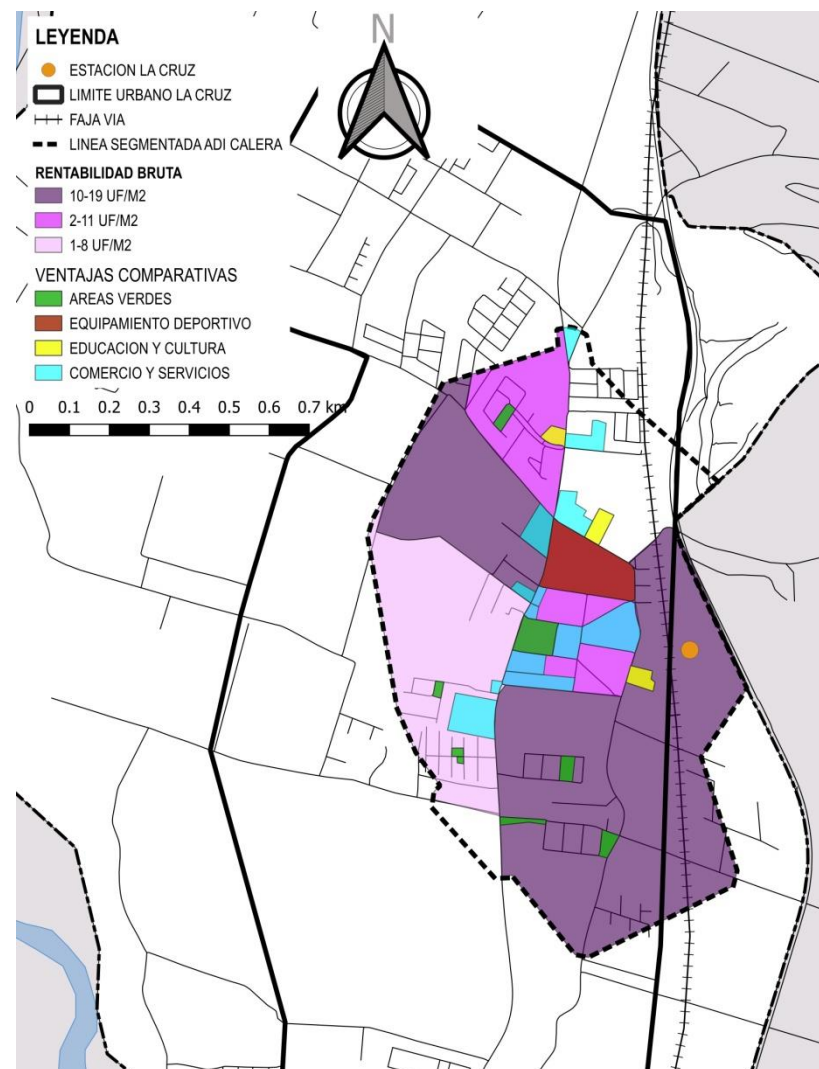 LEYENDA
N
ESTACION LA CRUZ
LIMITE URBANO LA CRUZ
FAJA VIA
LINEA SEGMENTADA ADI CALERA
RENTABILIDAD BRUTA
10-19 UF/M2
2-11 UF/M2
1-8 UF/M2
VENTAJAS COMPARATIVAS
AREAS VERDES
EQUIPAMIENTO DEPORTIVO
EDUCACION Y CULTURA
COMERCIO Y SERVICIOS
0 0.1 0.2 0.3 0.4 0.5 0.6 0.7 km